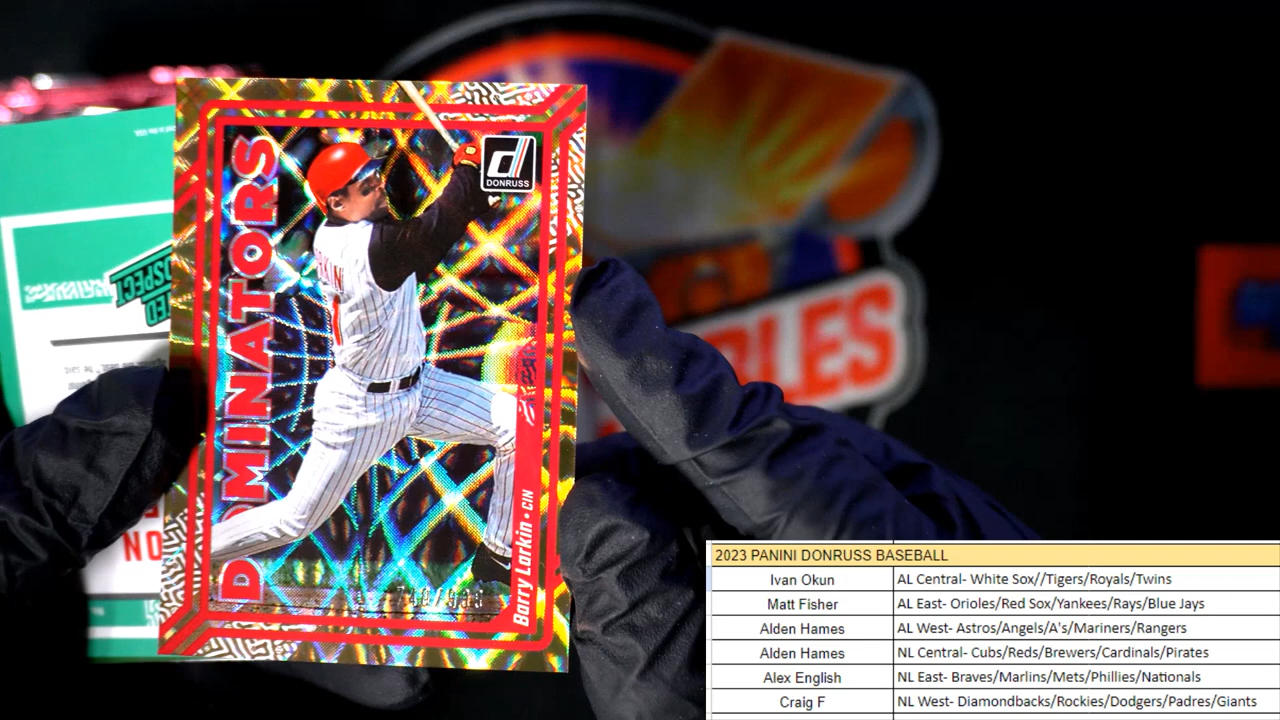 DOMINATORS
DONRUSS
Barry Larkin • CIN
BLES
NO
2023 PANINI DONRUSS BASEBALL
Ivan Okun AL Central- White Sox//Tigers/Royals/Twins
Matt Fisher AL East- Orioles/Red Sox/Yankees/Rays/Blue Jays
Alden Hames AL West- Astros/Angels/A's/Mariners/Rangers
Alden Hames NL Central- Cubs/Reds/Brewers/Cardinals/Pirates
Alex English NL East- Braves/Marlins/Mets/Phillies/Nationals
Craig F NL West- Diamondbacks/Rockies/Dodgers/Padres/Giants